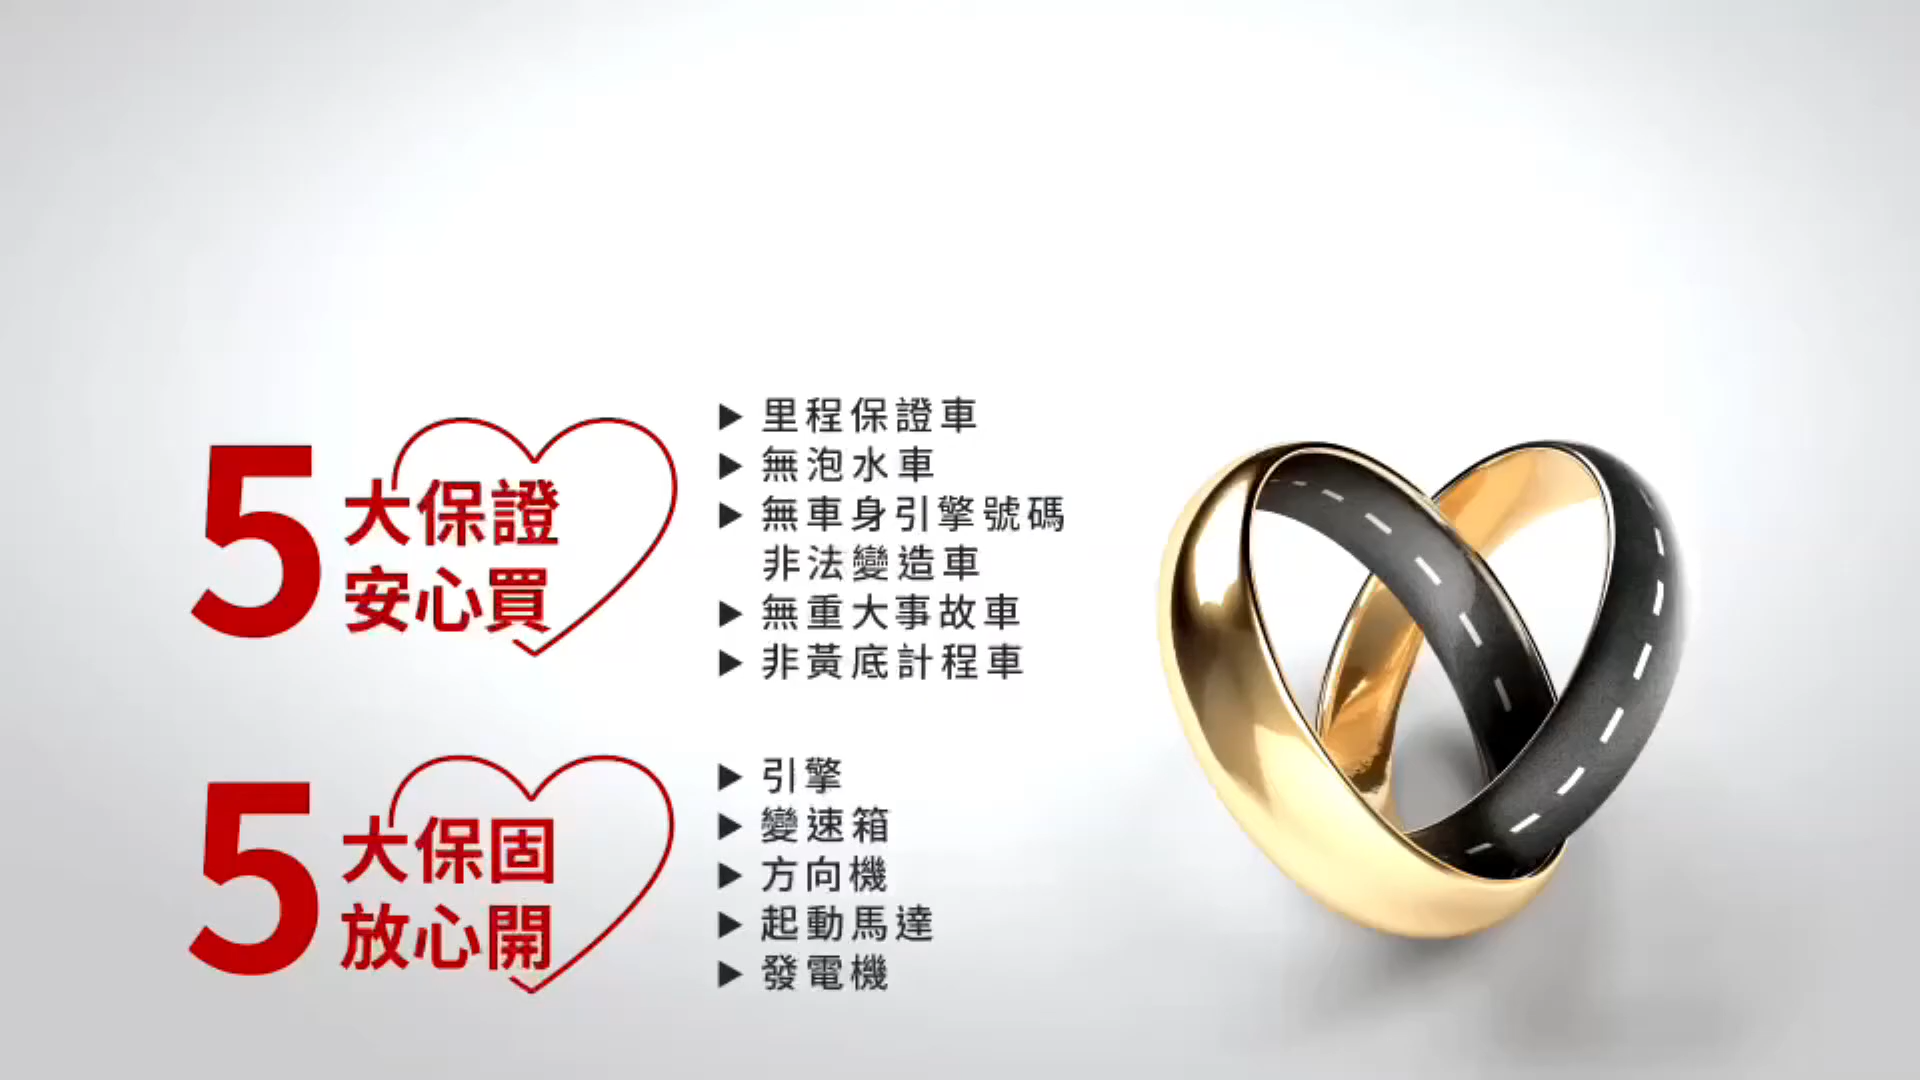 5大保證
安心買
▶ 里程保證車
▶ 無泡水車
▶ 無車身引擎號碼
非法變造車
▶ 無重大事故車
▶ 非黃底計程車
5大保固
放心開
▶ 引擎
▶ 變速箱
▶ 方向機
▶ 起動馬達
▶ 發電機